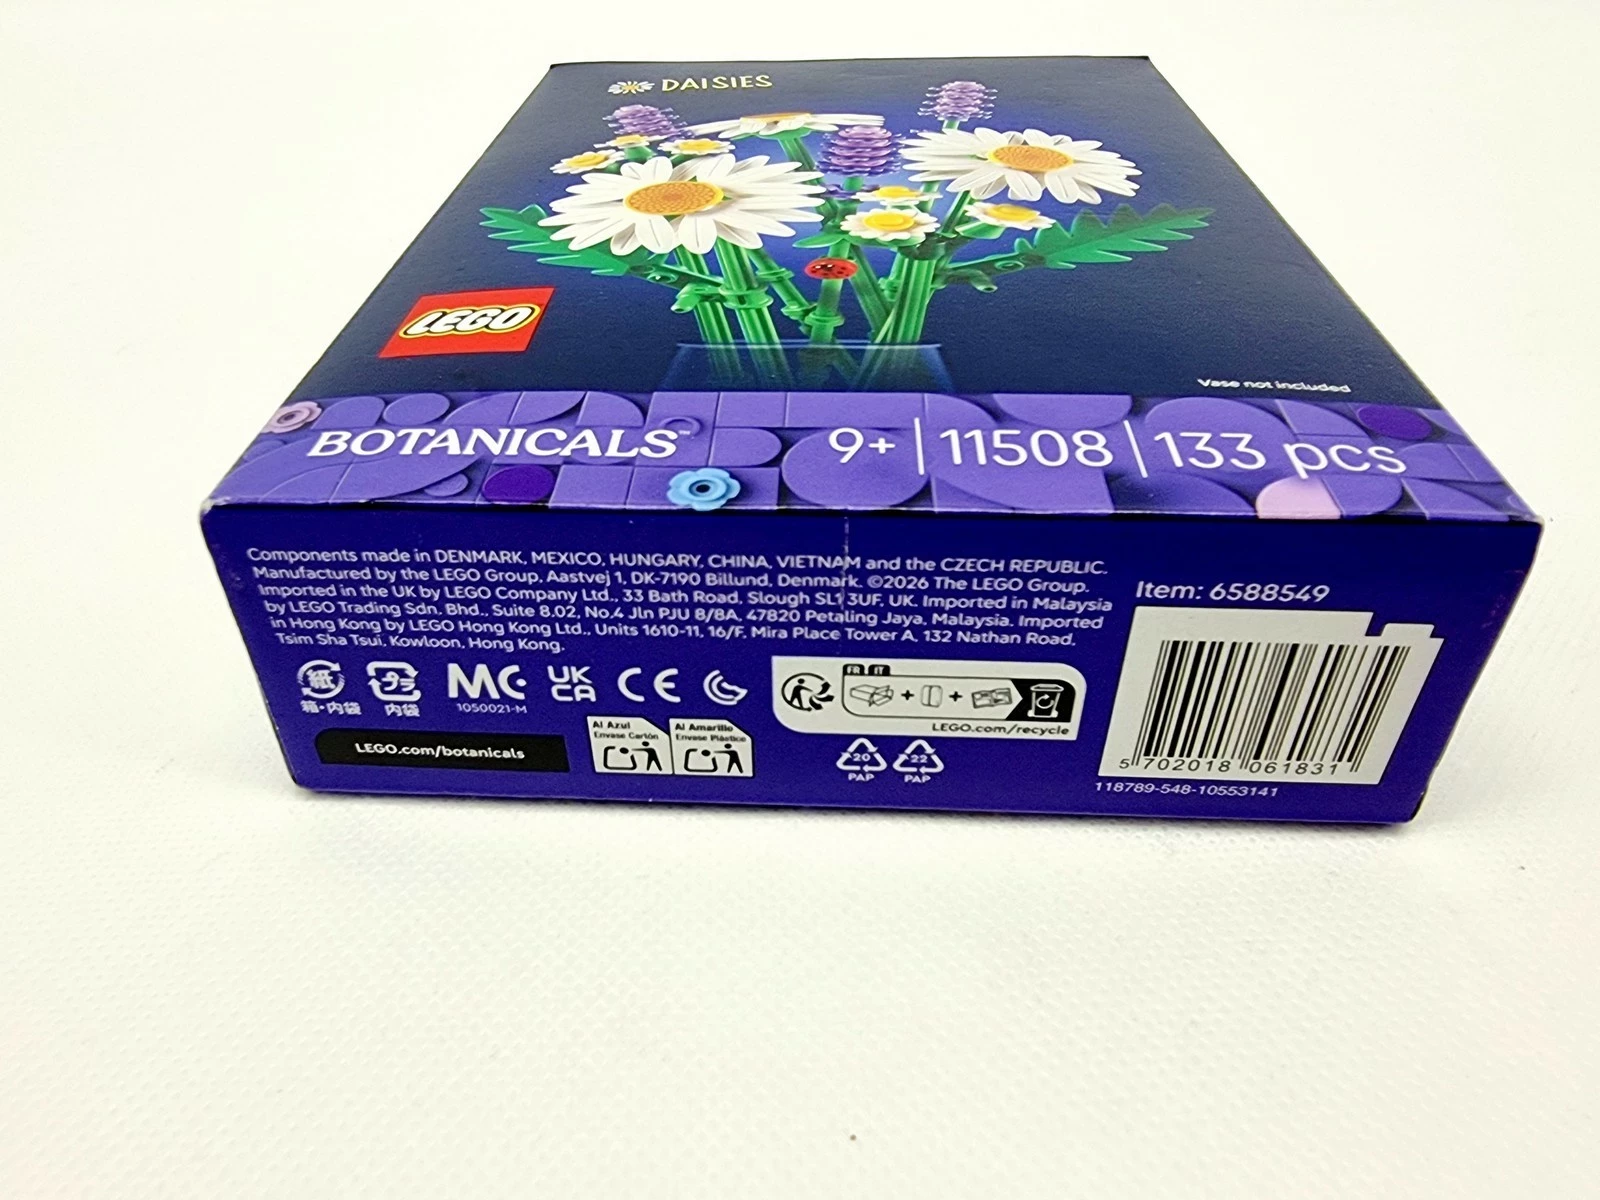 DAISIES
LEGO
Vase not included
BOTANICALS™
9+ | 11508 | 133 pcs
Components made in DENMARK, MEXICO, HUNGARY, CHINA, VIETNAM and the CZECH REPUBLIC.
Manufactured by the LEGO Group, Aastvej 1, DK-7190 Billund, Denmark. ©2026 The LEGO Group.
Imported in the UK by LEGO Company Ltd., 33 Bath Road, Slough SL1 3UF, UK. Imported in Malaysia
by LEGO Trading Sdn. Bhd., Suite 8.02, No.4 Jln PJU 8/8A, 47820 Petaling Jaya, Malaysia. Imported
in Hong Kong by LEGO Hong Kong Ltd., Units 1610-11, 16/F, Mira Place Tower A, 132 Nathan Road,
Tsim Sha Tsui, Kowloon, Hong Kong.
Item: 6588549
紙
箱・内袋
プラ
内袋
MC
1050021-M
UK
CA
CE
FR IT
LEGO.com/recycle
LEGO.com/botanicals
Al Azul
Envase Cartón
Al Amarillo
Envase Plástico
20
PAP
22
PAP
5 702018 061831
118789-548-10553141